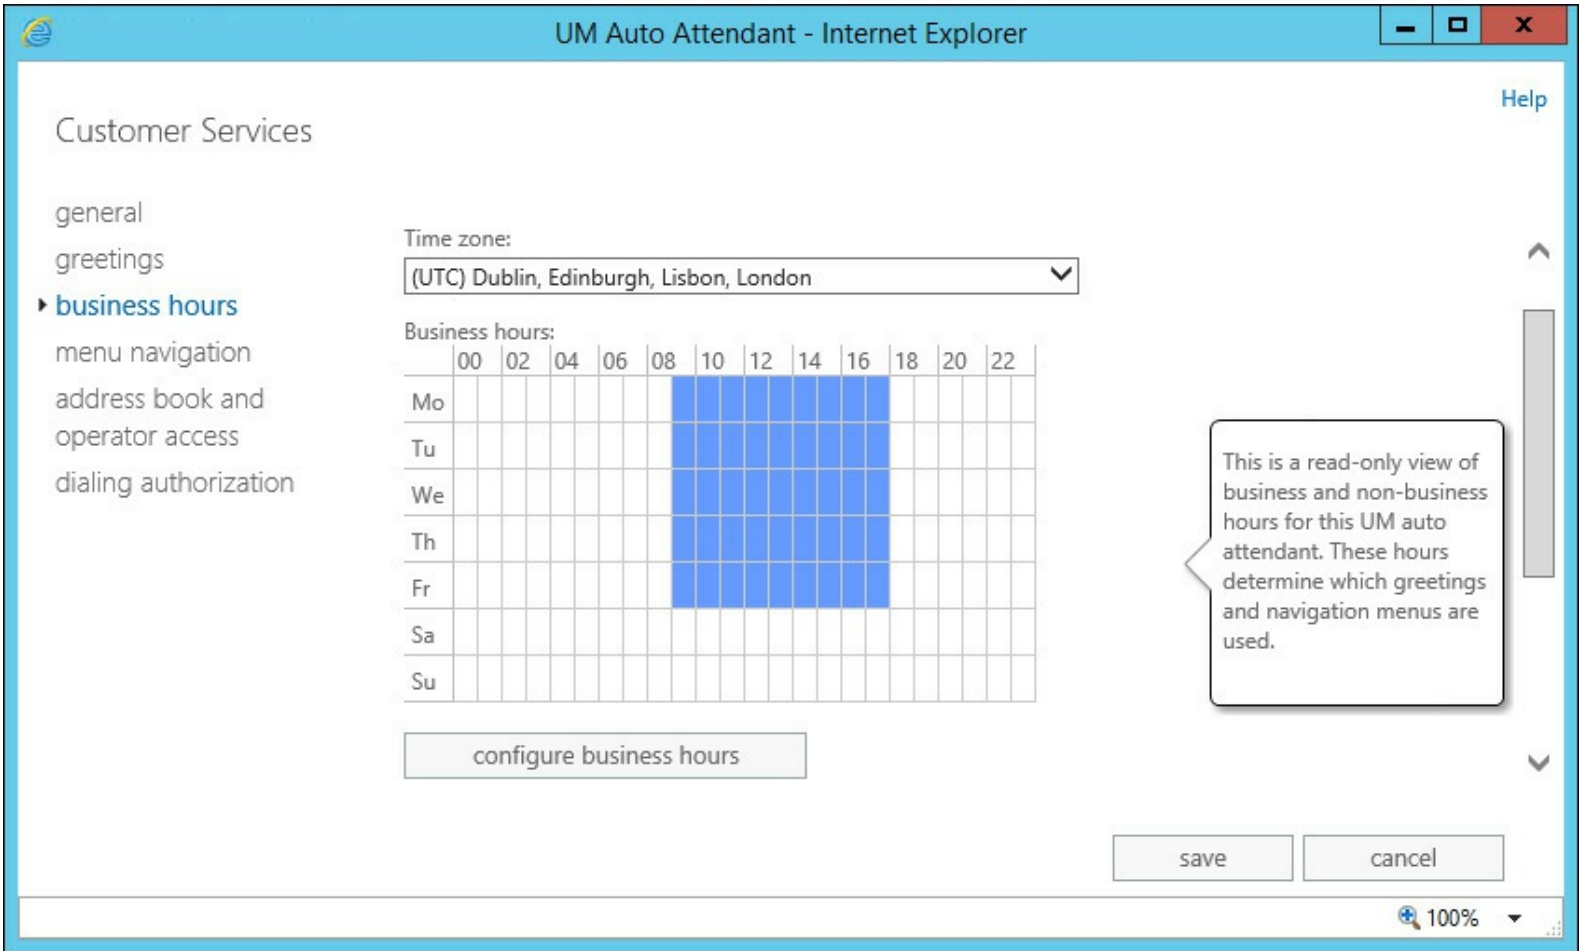 UM Auto Attendant - Internet Explorer
Help
Customer Services
general
greetings
business hours
menu navigation
address book and
operator access
dialing authorization
Time zone:
(UTC) Dublin, Edinburgh, Lisbon, London
Business hours:
00 02 04 06 08 10 12 14 16 18 20 22
Mo
Tu
We
Th
Fr
Sa
Su
configure business hours
This is a read-only view of
business and non-business
hours for this UM auto
attendant. These hours
determine which greetings
and navigation menus are
used.
save cancel
100%